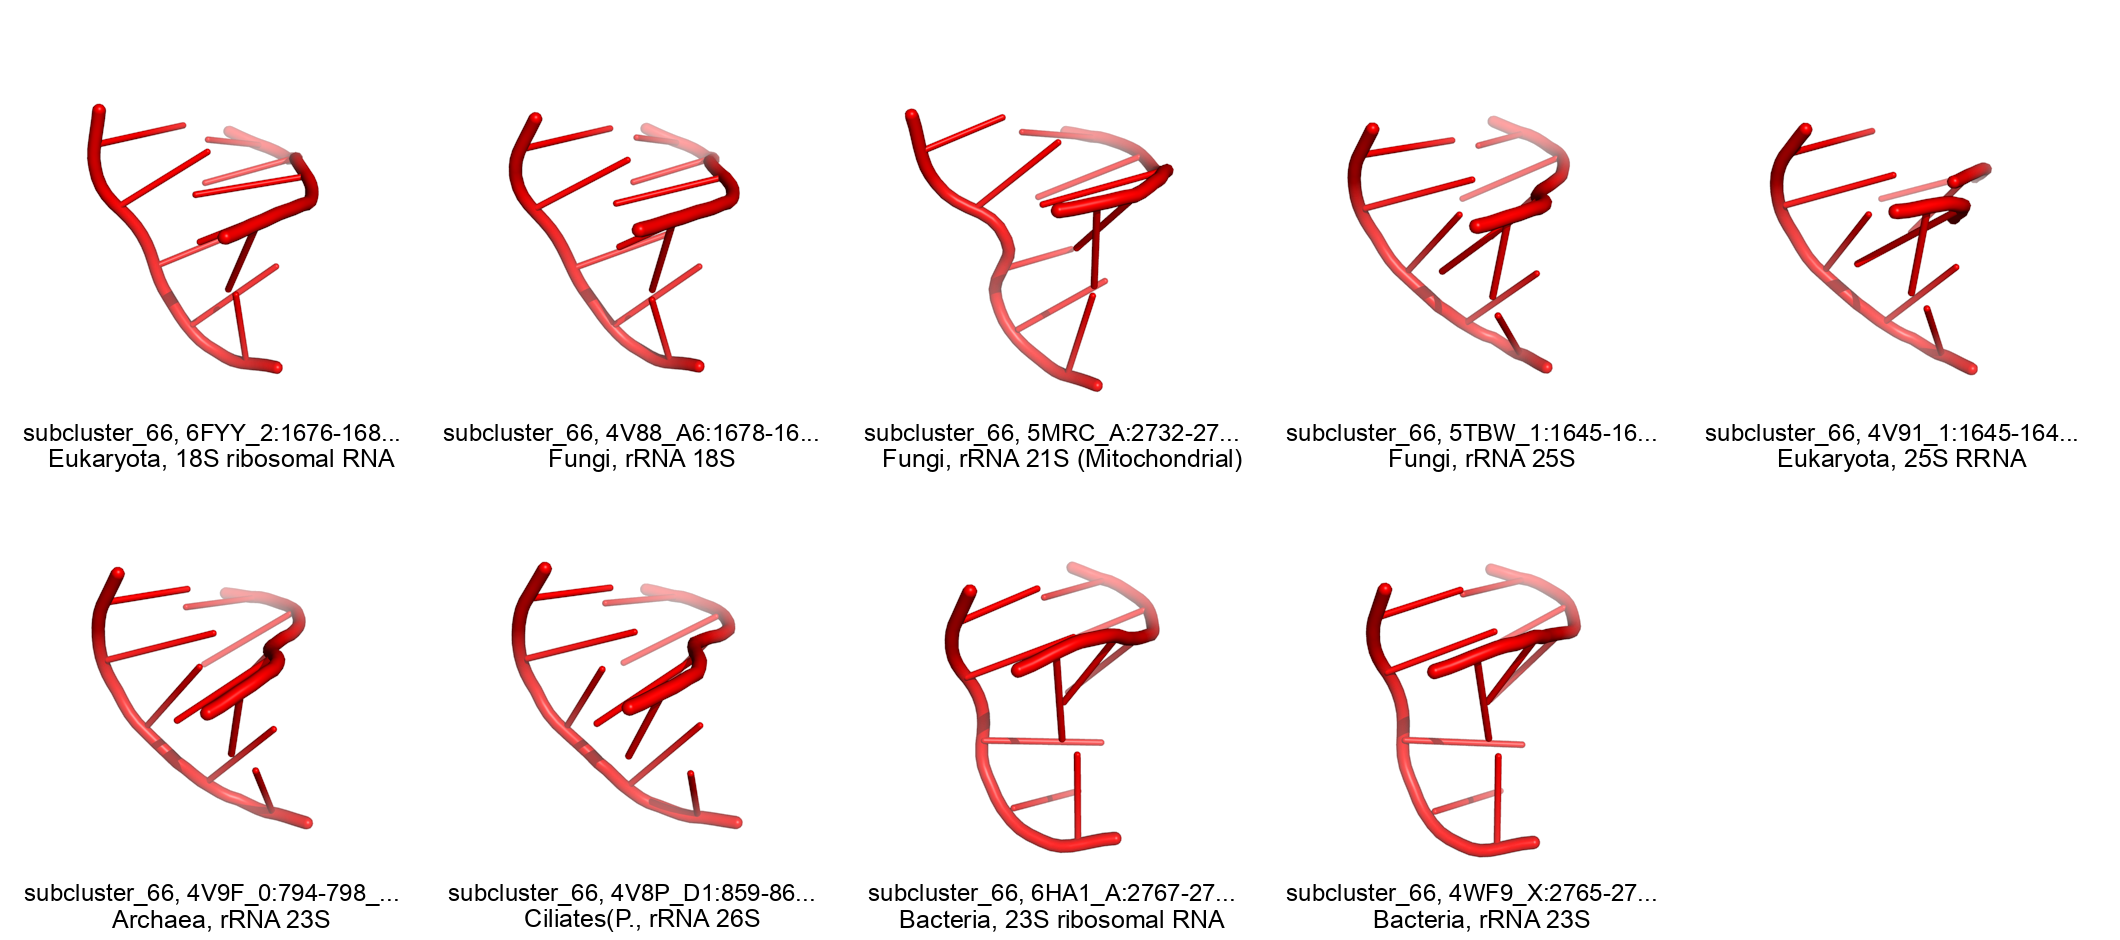 subcluster_66, 6FYY_2:1676-168...
Eukaryota, 18S ribosomal RNA
subcluster_66, 4V88_A6:1678-16...
Fungi, rRNA 18S
subcluster_66, 5MRC_A:2732-27...
Fungi, rRNA 21S (Mitochondrial)
subcluster_66, 5TBW_1:1645-16...
Fungi, rRNA 25S
subcluster_66, 4V91_1:1645-164...
Eukaryota, 25S RRNA
subcluster_66, 4V9F_0:794-798_...
Archaea, rRNA 23S
subcluster_66, 4V8P_D1:859-86...
Ciliates(P., rRNA 26S
subcluster_66, 6HA1_A:2767-27...
Bacteria, 23S ribosomal RNA
subcluster_66, 4WF9_X:2765-27...
Bacteria, rRNA 23S